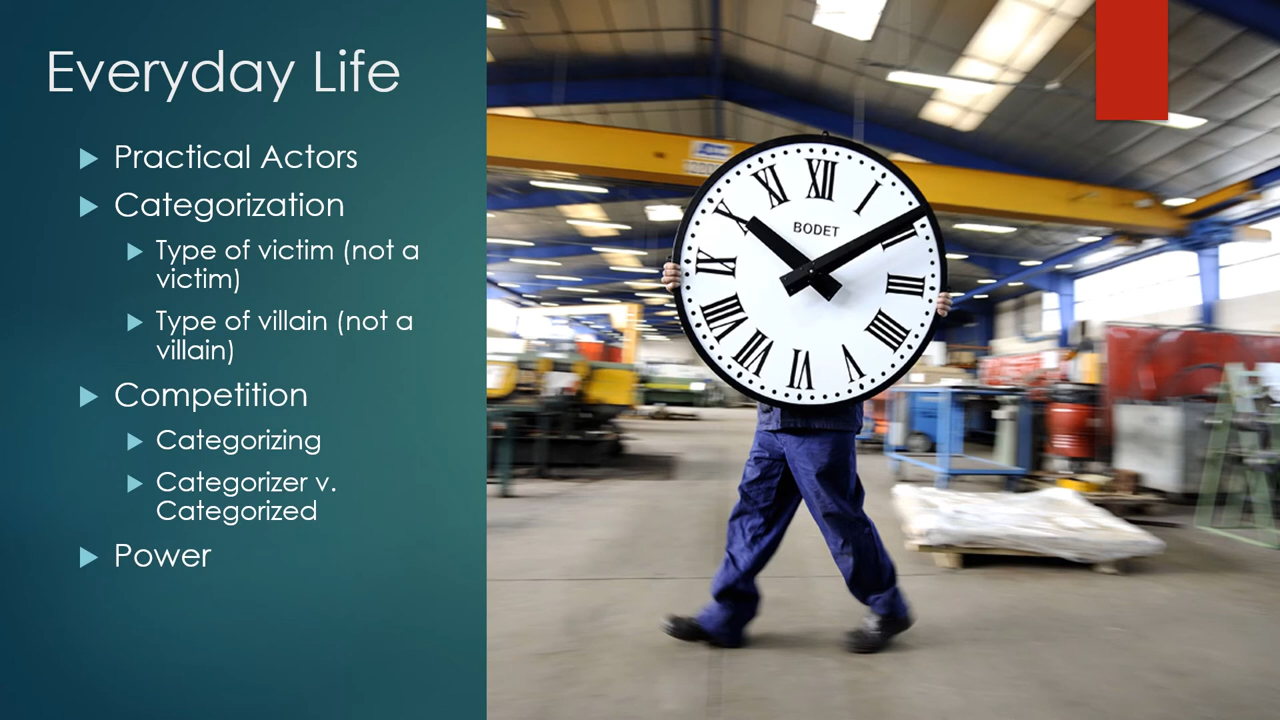 Everyday Life
Practical Actors
Categorization
Type of victim (not a
victim)
Type of villain (not a
villain)
Competition
Categorizing
Categorizer v.
Categorized
Power
XII
I
II
III
IIII
V
VI
VII
VIII
IX
X
XI
BODET